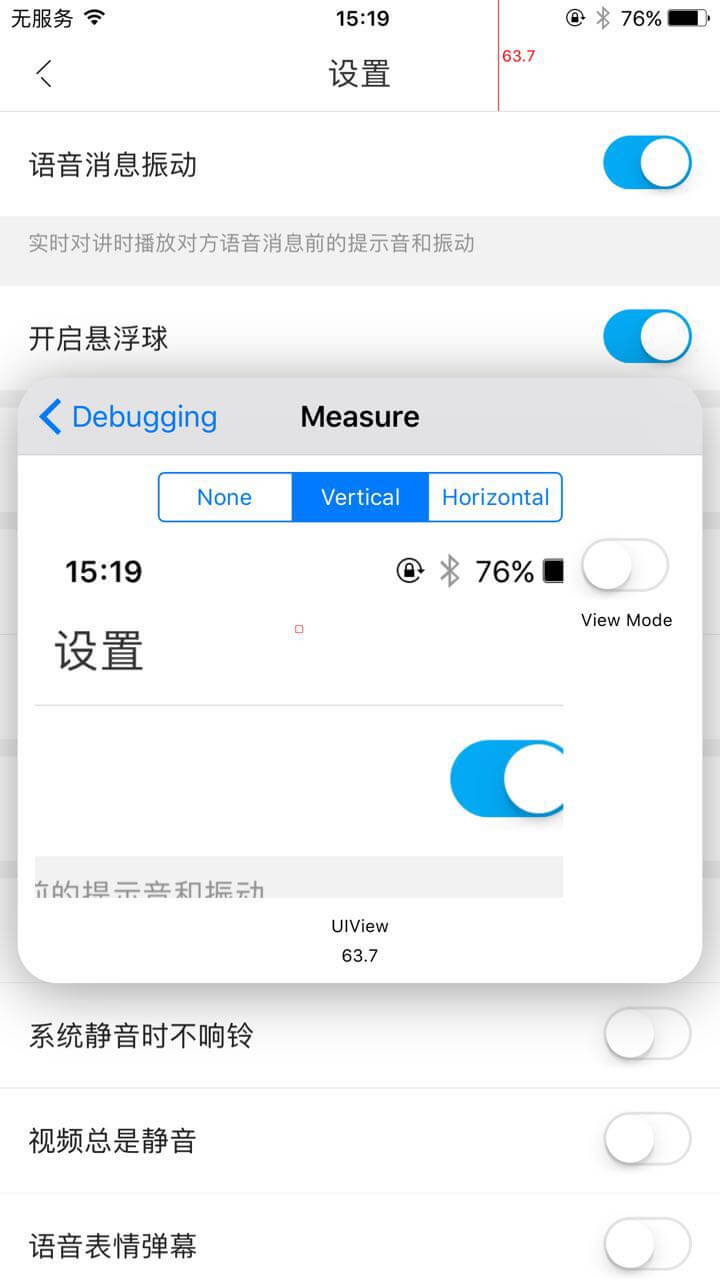 无服务 15:19 76%
设置 63.7
语音消息振动
实时对讲时播放对方语音消息前的提示音和振动
开启悬浮球
Debugging Measure
None Vertical Horizontal
15:19 76%
View Mode
设置
前的提示音和振动
UIView
63.7
系统静音时不响铃
视频总是静音
语音表情弹幕